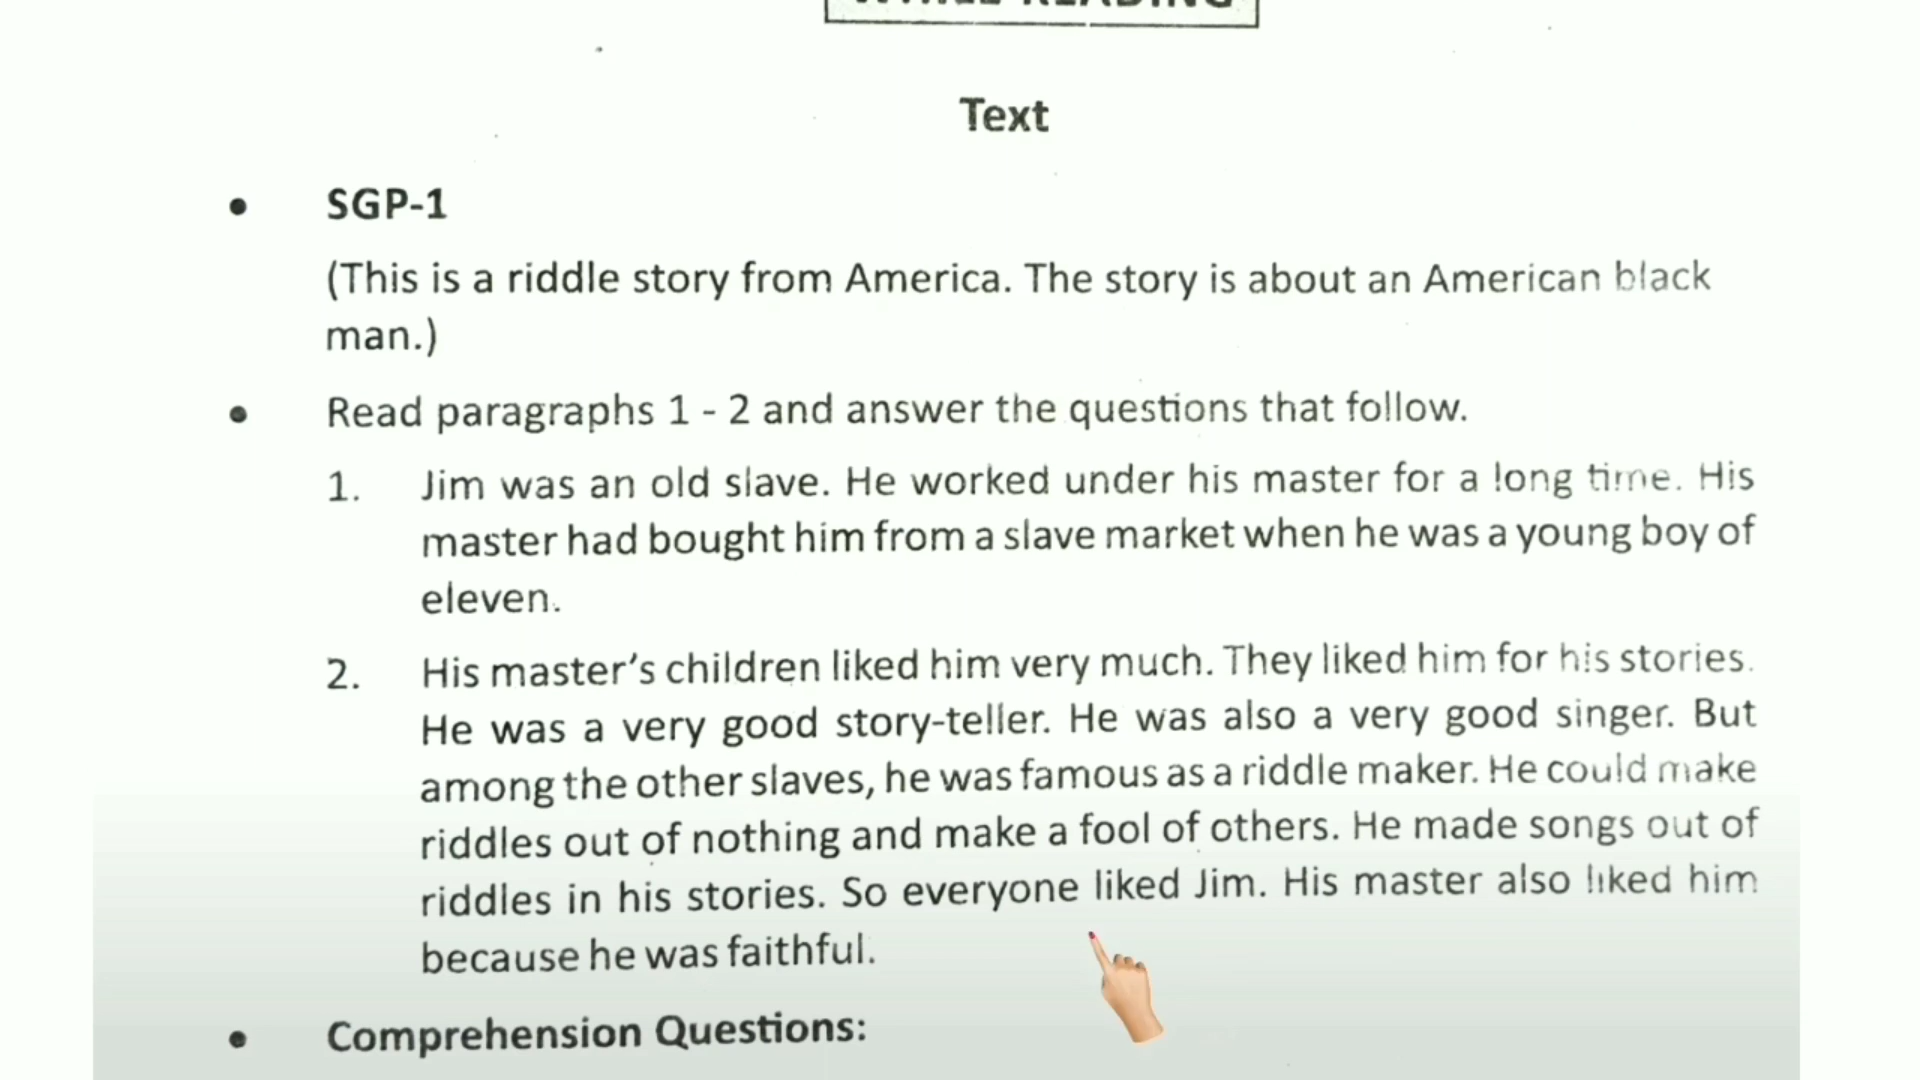 Text
• SGP-1
(This is a riddle story from America. The story is about an American black
man.)
• Read paragraphs 1 - 2 and answer the questions that follow.
1. Jim was an old slave. He worked under his master for a long time. His
master had bought him from a slave market when he was a young boy of
eleven.
2. His master's children liked him very much. They liked him for his stories.
He was a very good story-teller. He was also a very good singer. But
among the other slaves, he was famous as a riddle maker. He could make
riddles out of nothing and make a fool of others. He made songs out of
riddles in his stories. So everyone liked Jim. His master also liked him
because he was faithful.
• Comprehension Questions: